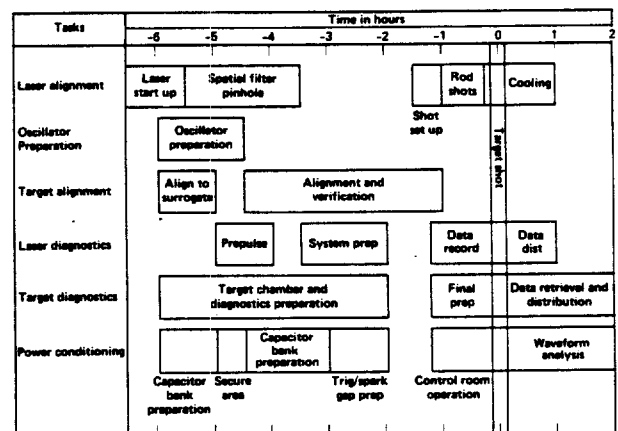 Tasks
Time in hours
-6 -5 -4 -3 -2 -1 0 1 2
Laser alignment
Laser
start up
Spatial filter
pinhole
Shot
set up
Rod
shots
Cooling
Target shot
Oscillator
Preparation
Oscillator
preparation
Target alignment
Align to
surrogate
Alignment and
verification
Laser diagnostics
Prepulse
System prep
Data
record
Data
dist
Target diagnostics
Target chamber and
diagnostics preparation
Final
prep
Data retrieval and
distribution
Power conditioning
Capacitor
bank
preparation
Secure
area
Capacitor
bank
preparation
Trig/spark
gap prep
Control room
operation
Waveform
analysis